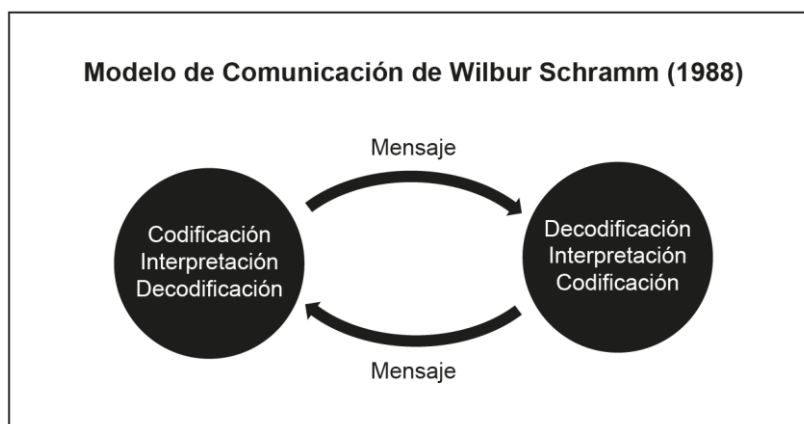 Modelo de Comunicación de Wilbur Schramm (1988)
Mensaje
Codificación
Interpretación
Decodificación
Decodificación
Interpretación
Codificación
Mensaje